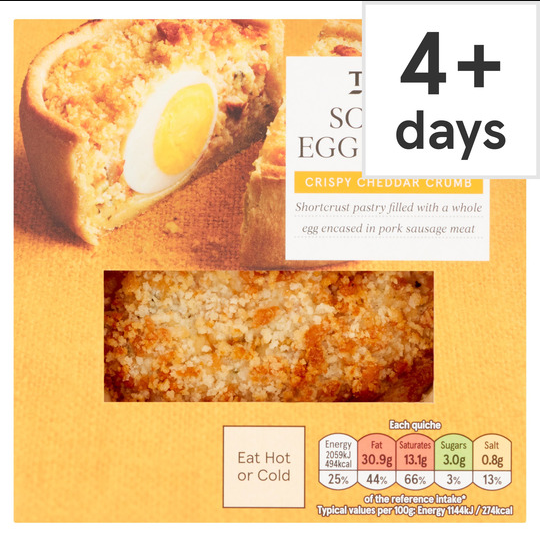 4+
days
CRISPY CHEDDAR CRUMB
Shortcrust pastry filled with a whole
egg encased in pork sausage meat
Eat Hot
or Cold
Each quiche
Energy
2059kJ
494kcal
25%
Fat
30.9g
44%
Saturates
13.1g
66%
Sugars
3.0g
3%
Salt
0.8g
13%
of the reference intake*
Typical values per 100g: Energy 1144kJ / 274kcal